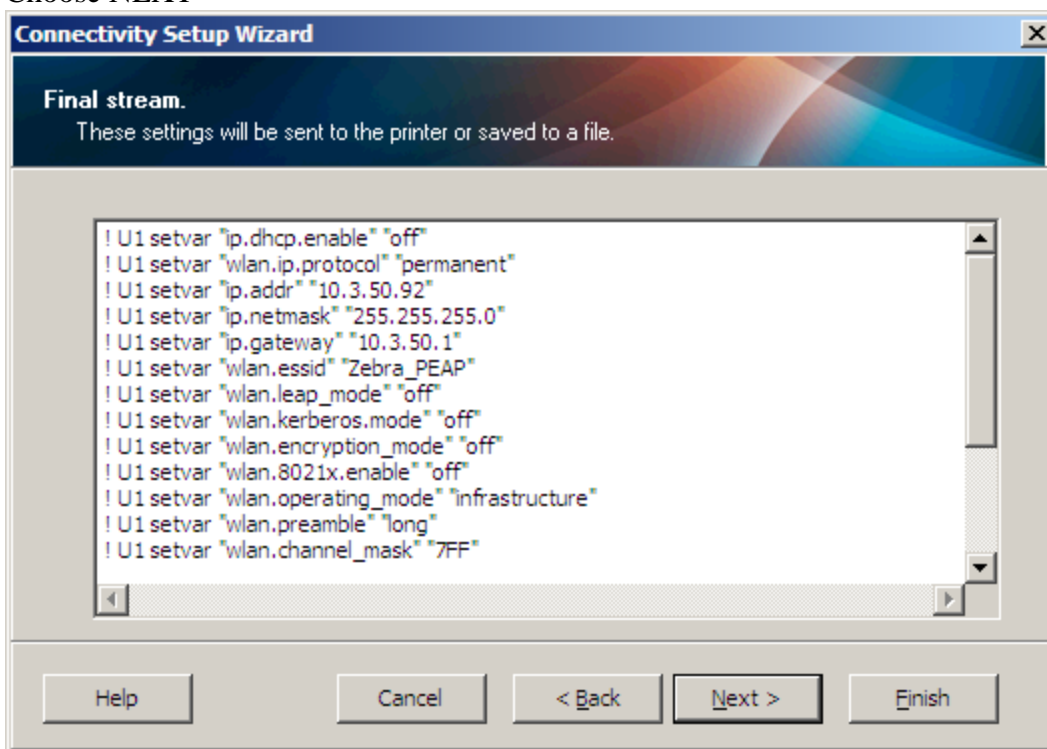 Choose NEXT
Connectivity Setup Wizard
Final stream.
These settings will be sent to the printer or saved to a file.
! U1 setvar "ip.dhcp.enable" "off"
! U1 setvar "wlan.ip.protocol" "permanent"
! U1 setvar "ip.addr" "10.3.50.92"
! U1 setvar "ip.netmask" "255.255.255.0"
! U1 setvar "ip.gateway" "10.3.50.1"
! U1 setvar "wlan.essid" "Zebra_PEAP"
! U1 setvar "wlan.leap_mode" "off"
! U1 setvar "wlan.kerberos.mode" "off"
! U1 setvar "wlan.encryption_mode" "off"
! U1 setvar "wlan.8021x.enable" "off"
! U1 setvar "wlan.operating_mode" "infrastructure"
! U1 setvar "wlan.preamble" "long"
! U1 setvar "wlan.channel_mask" "7FF"
Help Cancel < Back Next > Finish